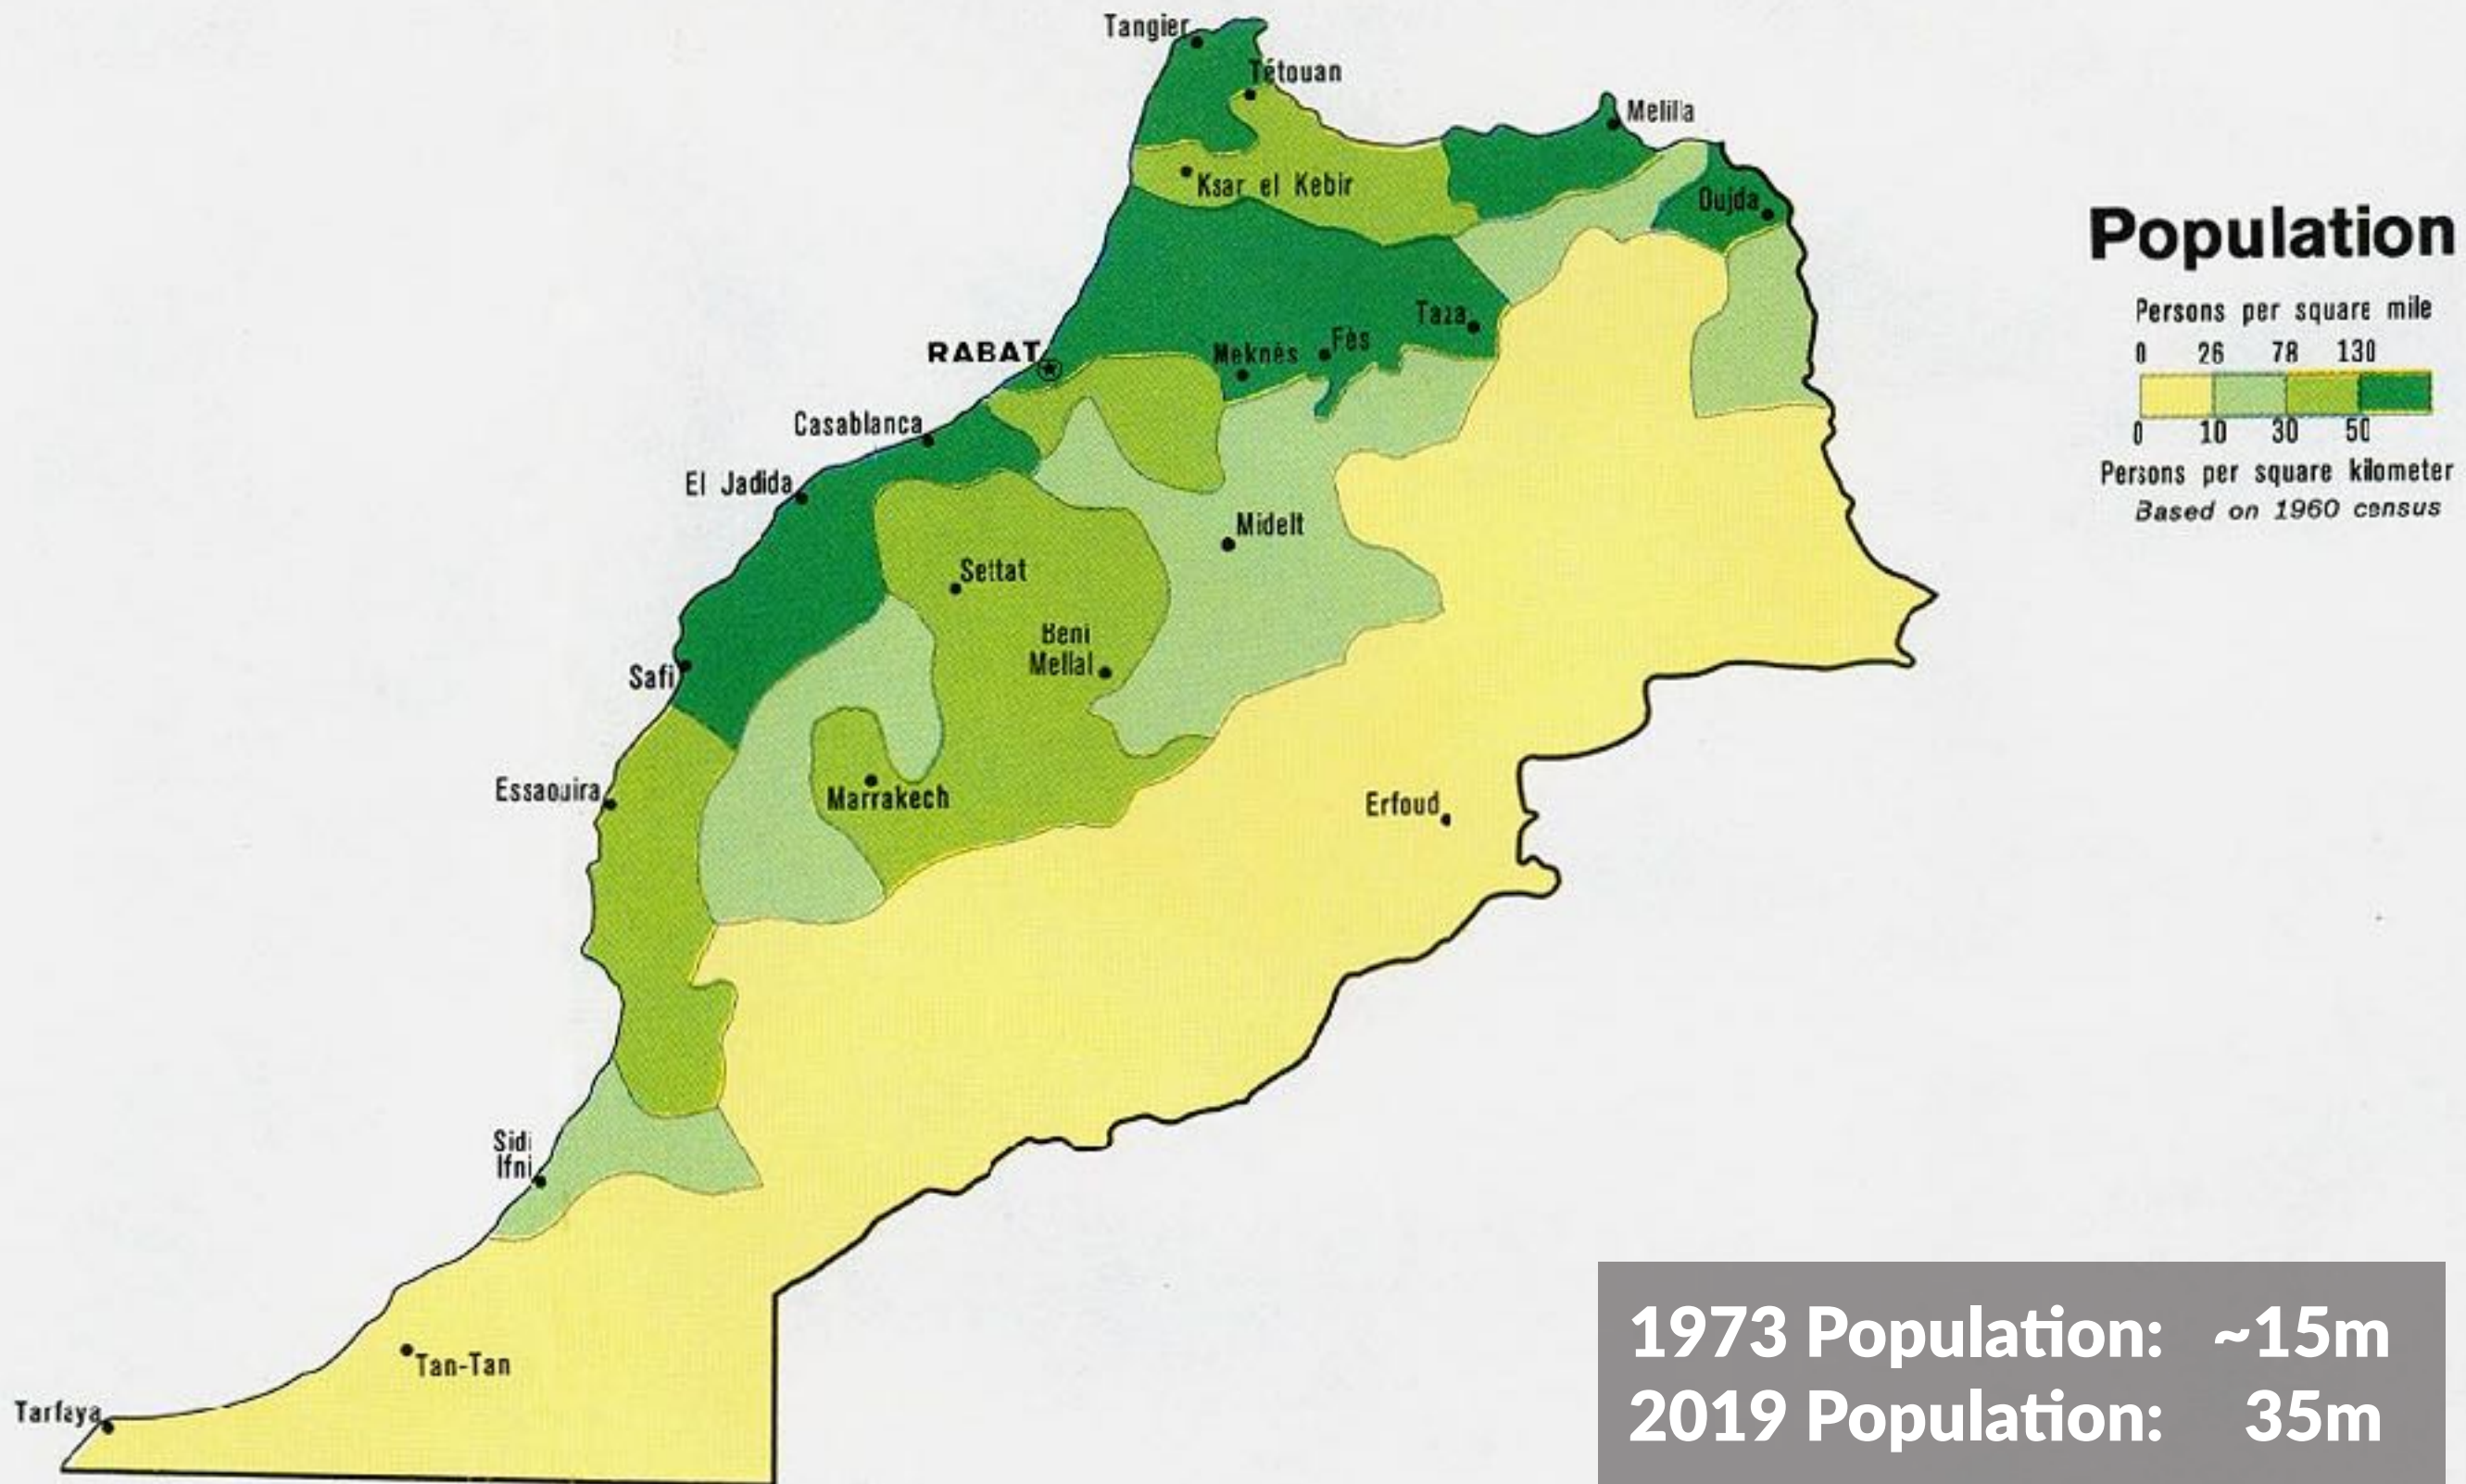 Tangier
Tétouan
Melilla
Ksar el Kebir
Oujda
Taza
Fès
Meknès
RABAT
Casablanca
El Jadida
Midelt
Settat
Beni
Mellal
Safi
Essaouira
Marrakech
Erfoud
Sidi
Ifni
Tan-Tan
Tarfaya
Population
Persons per square mile
0 26 78 130
0 10 30 50
Persons per square kilometer
Based on 1960 census
1973 Population: ~15m
2019 Population: 35m